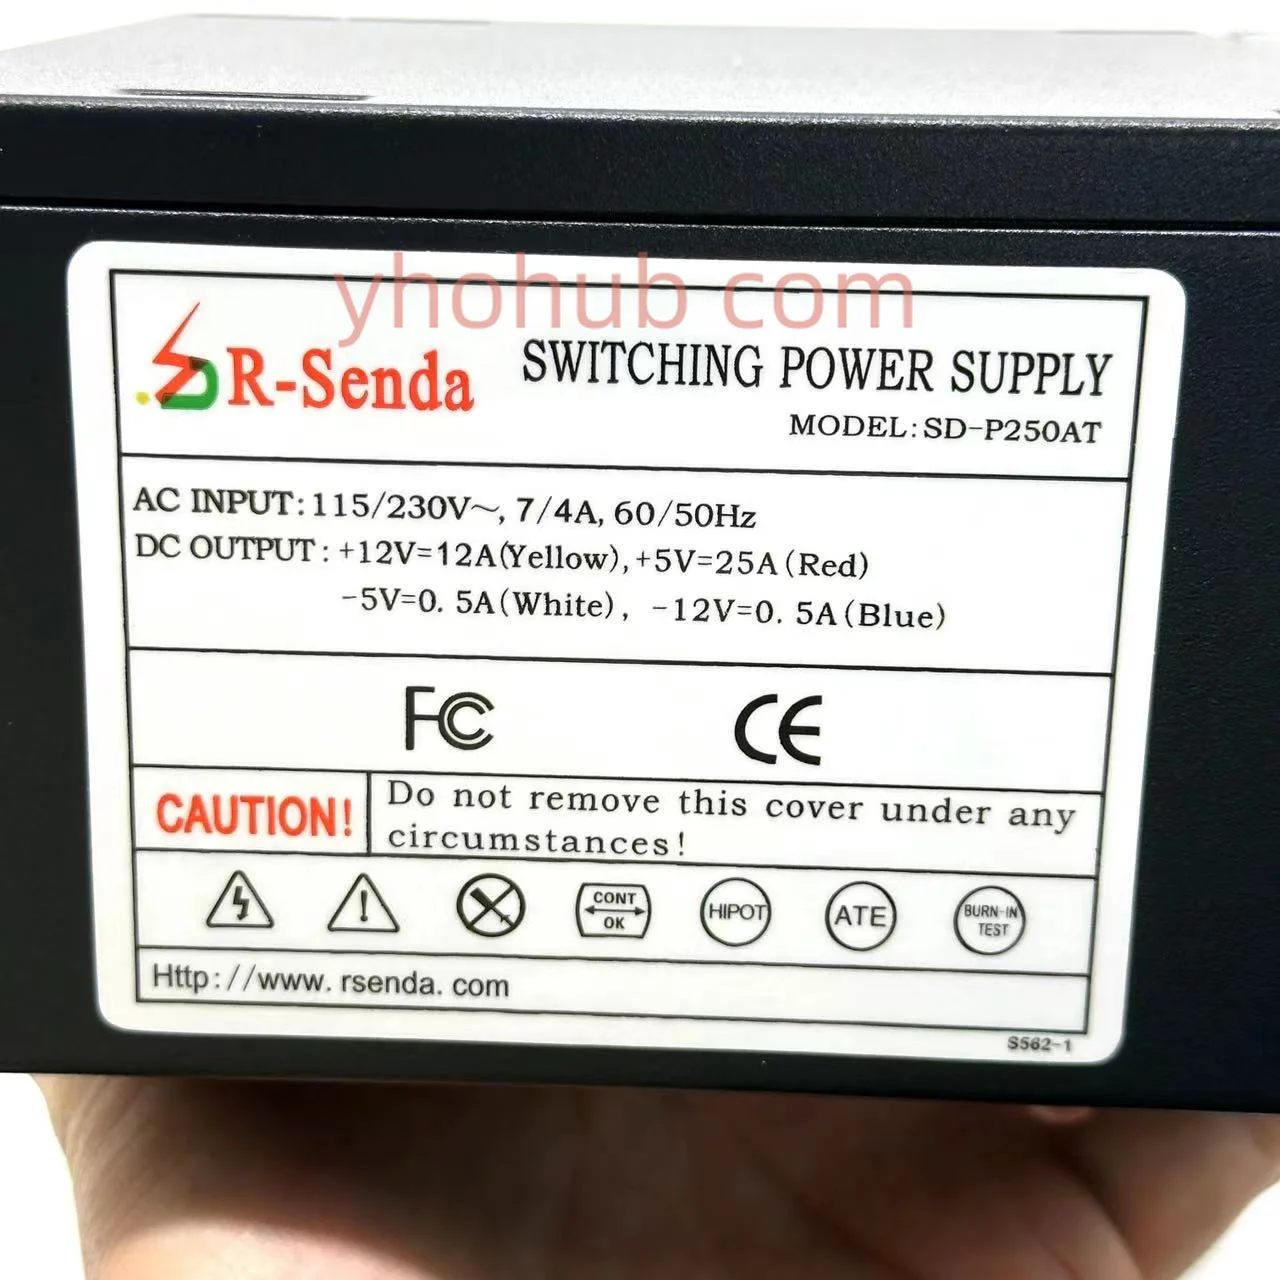 yhohub com
R-Senda
SWITCHING POWER SUPPLY
MODEL: SD-P250AT
AC INPUT: 115/230V~, 7/4A, 60/50Hz
DC OUTPUT: +12V=12A(Yellow), +5V=25A(Red)
-5V=0. 5A(White), -12V=0. 5A(Blue)
FC
CE
CAUTION!
Do not remove this cover under any
circumstances!
CONT
OK
HIPOT
ATE
BURN-IN
TEST
Http://www. rsenda. com
S562-1